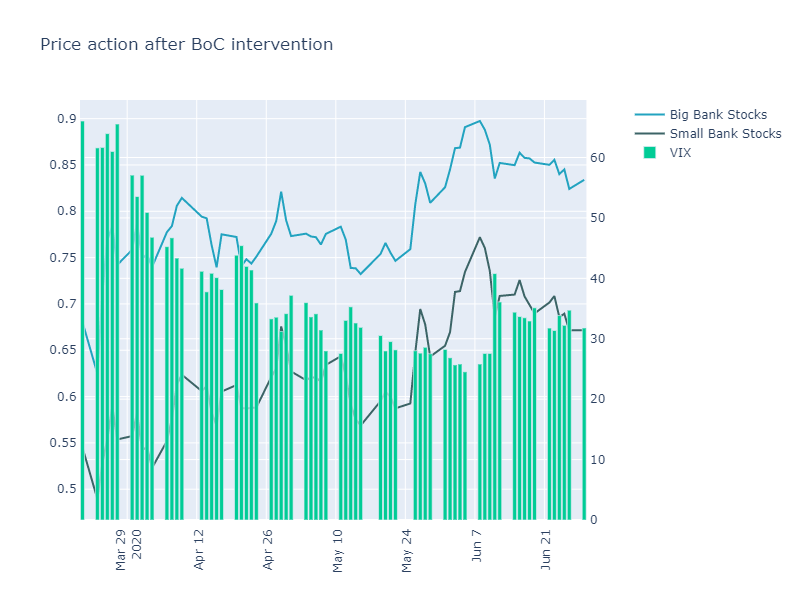 Price action after BoC intervention
Big Bank Stocks
Small Bank Stocks
VIX
0.9
0.85
0.8
0.75
0.7
0.65
0.6
0.55
0.5
60
50
40
30
20
10
0
Mar 29
2020
Apr 12
Apr 26
May 10
May 24
Jun 7
Jun 21